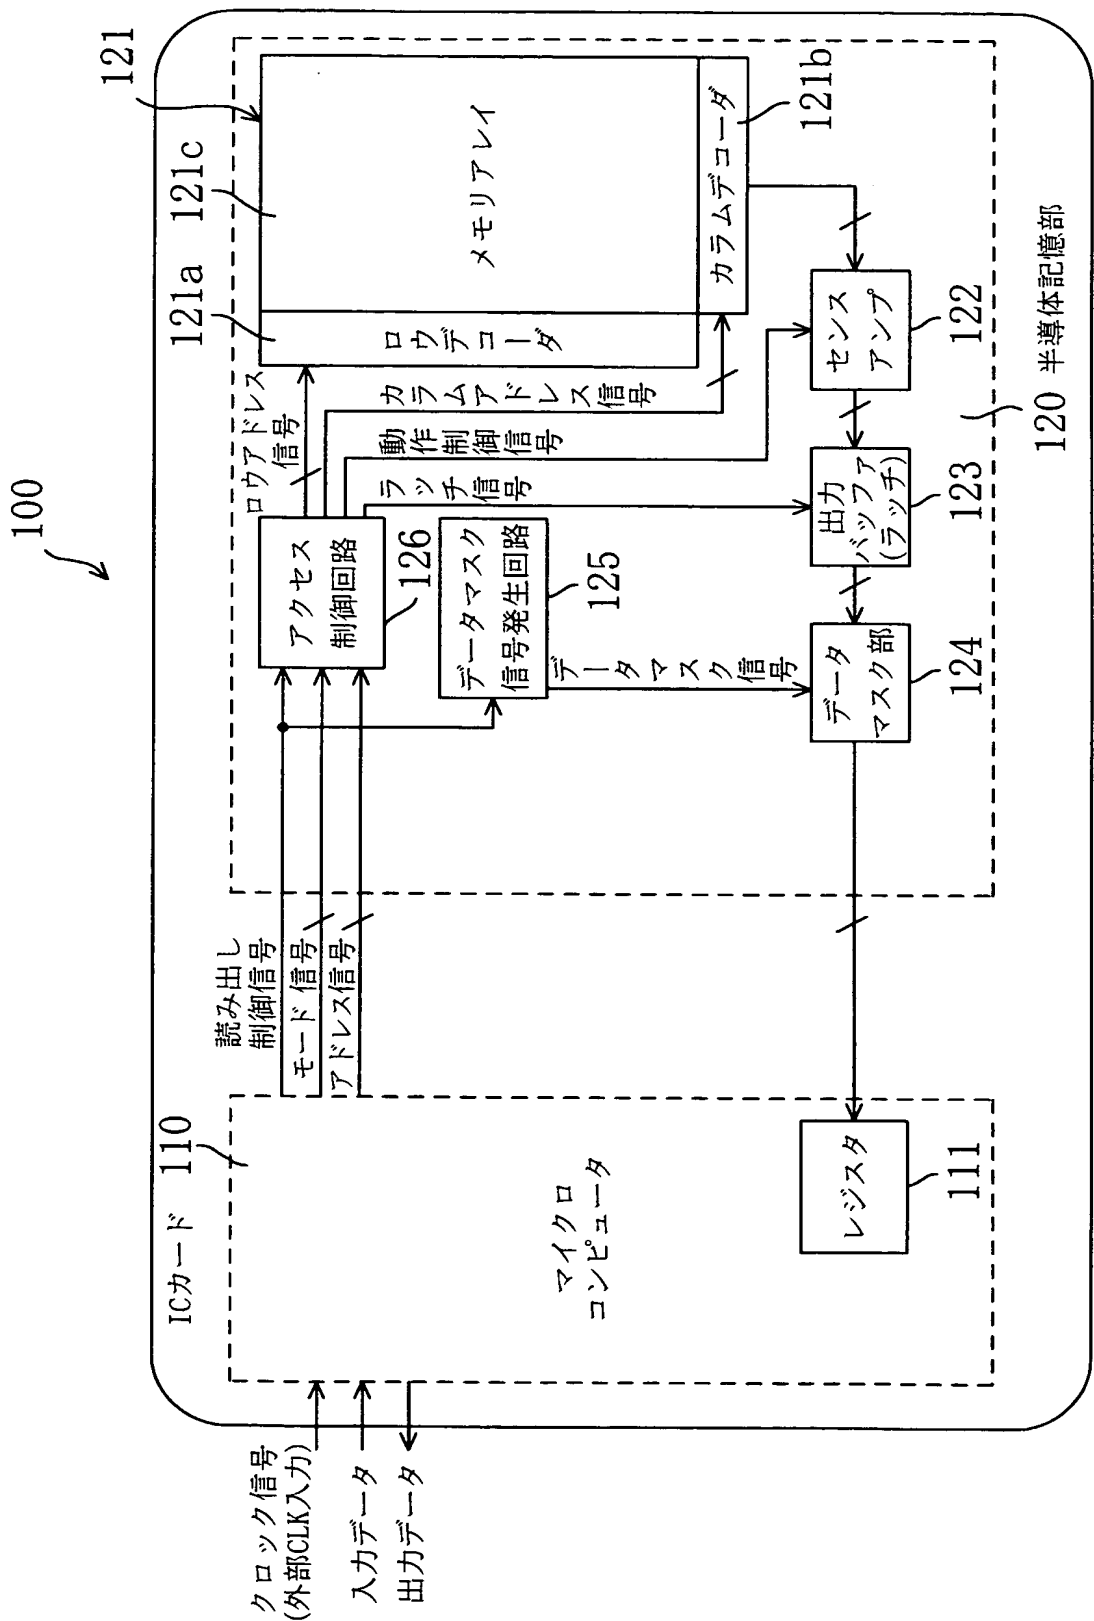 100
ICカード
110
マイクロ
コンピュータ
レジスタ
111
クロック信号
(外部CLK入力)
入力データ
出力データ
読み出し
制御信号
モード信号
アドレス信号
アクセス
制御回路
126
データマスク
信号発生回路
125
データマスク信号
ロウアドレス
信号
カラムアドレス信号
動作制御信号
ラッチ信号
121
121a
121c
ロウデコーダ
メモリアレイ
カラムデコーダ
121b
センス
アンプ
122
出力
バッファ
(ラッチ)
123
データ
マスク部
124
120 半導体記憶部